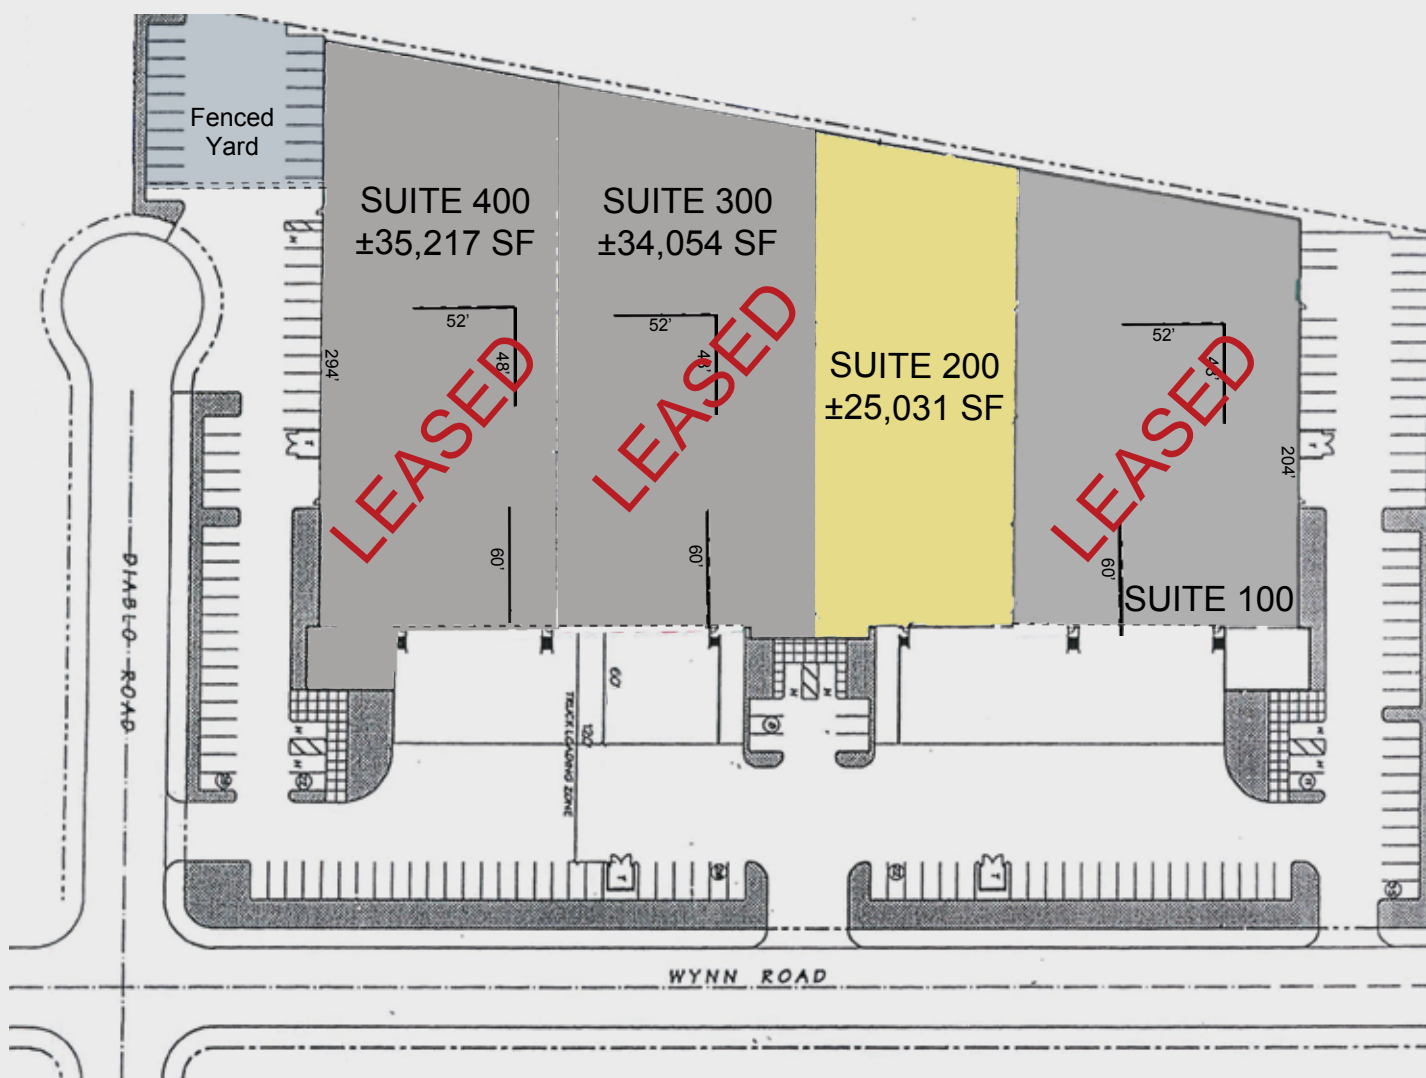 Fenced
Yard
SUITE 400
±35,217 SF
SUITE 300
±34,054 SF
SUITE 200
±25,031 SF
SUITE 100
52'
48'
60'
294'
LEASED
52'
48'
60'
LEASED
52'
48'
60'
204'
LEASED
60'
120'
TRUCK LOADING ZONE
DIABLO ROAD
WYNN ROAD
H
T
T
H
H
H
H
H
H
T
T